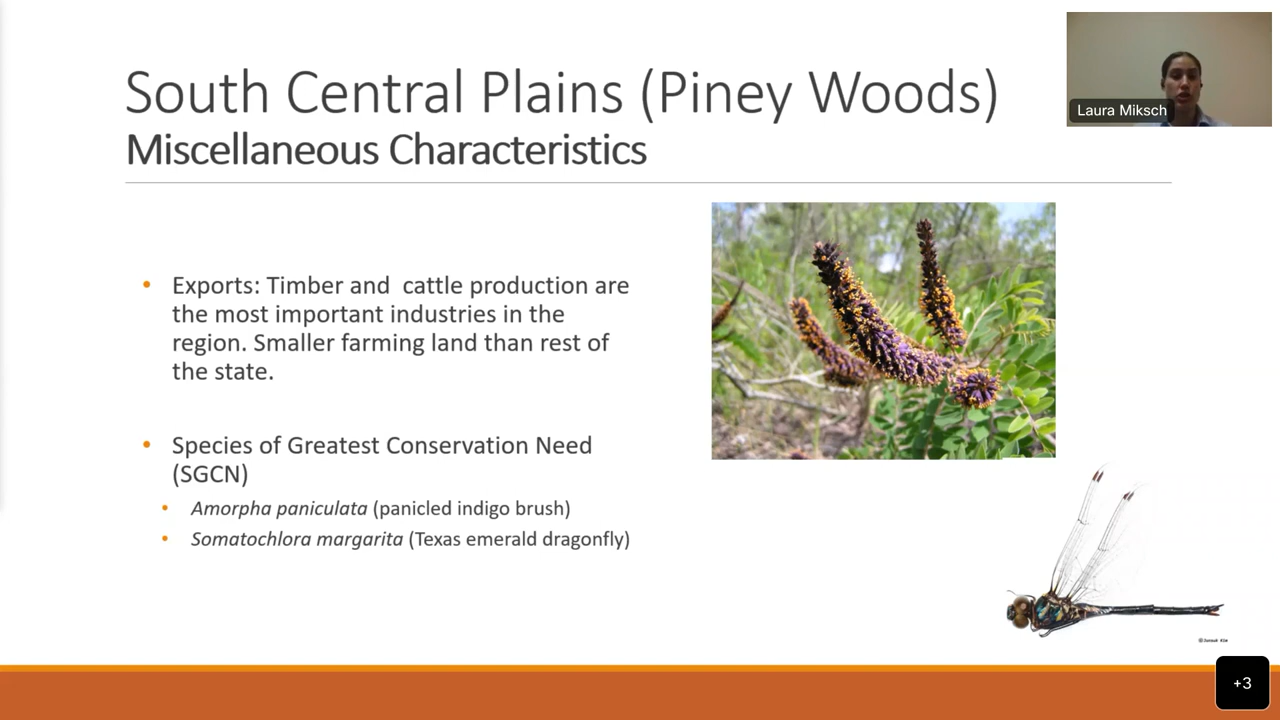 South Central Plains (Piney Woods)
Miscellaneous Characteristics
Laura Miksch
• Exports: Timber and  cattle production are
the most important industries in the
region. Smaller farming land than rest of
the state.
• Species of Greatest Conservation Need
(SGCN)
• Amorpha paniculata (panicled indigo brush)
• Somatochlora margarita (Texas emerald dragonfly)
+3